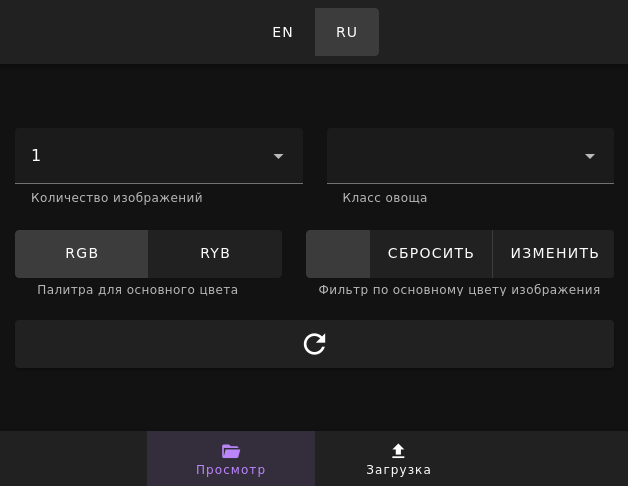 EN RU
1
Количество изображений Класс овоща
RGB RYB СБРОСИТЬ ИЗМЕНИТЬ
Палитра для основного цвета Фильтр по основному цвету изображения
Просмотр Загрузка